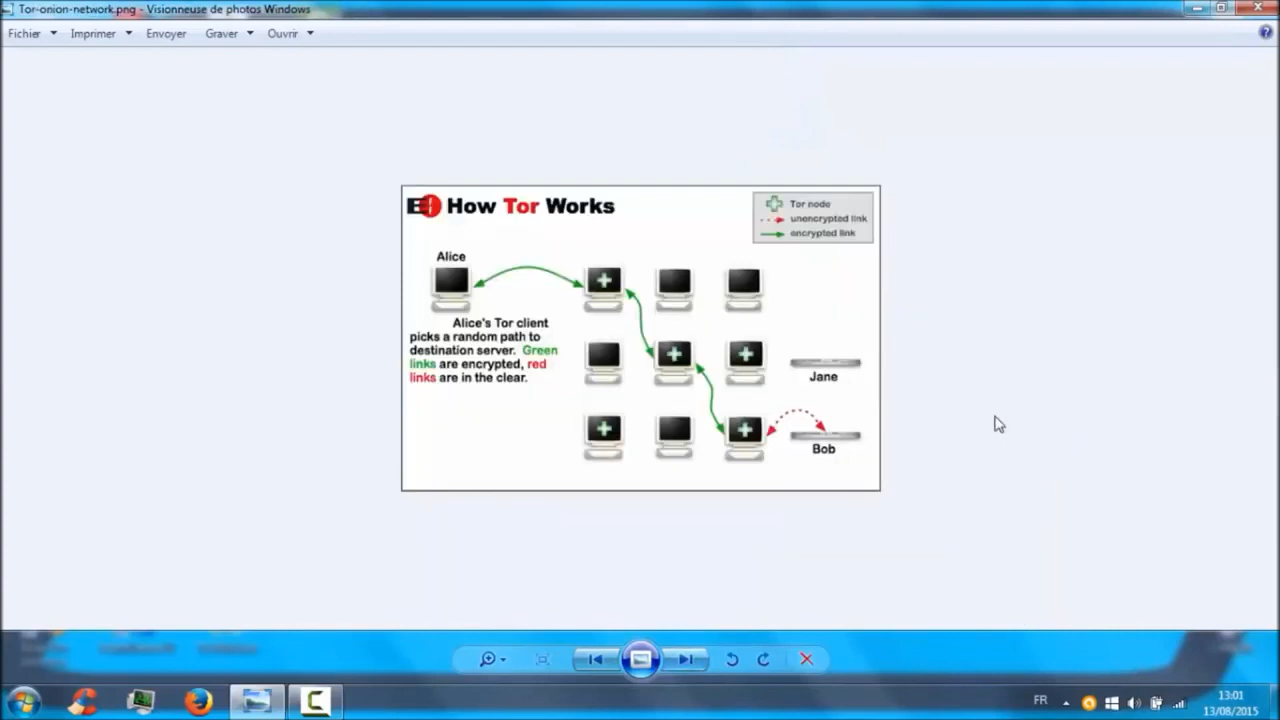 Tor-onion-network.png - Visionneuse de photos Windows
Fichier Imprimer Envoyer Graver Ouvrir
How Tor Works
Tor node
unencrypted link
encrypted link
Alice
Alice's Tor client
picks a random path to
destination server. Green
links are encrypted, red
links are in the clear.
Jane
Bob
FR
13:01
13/08/2015